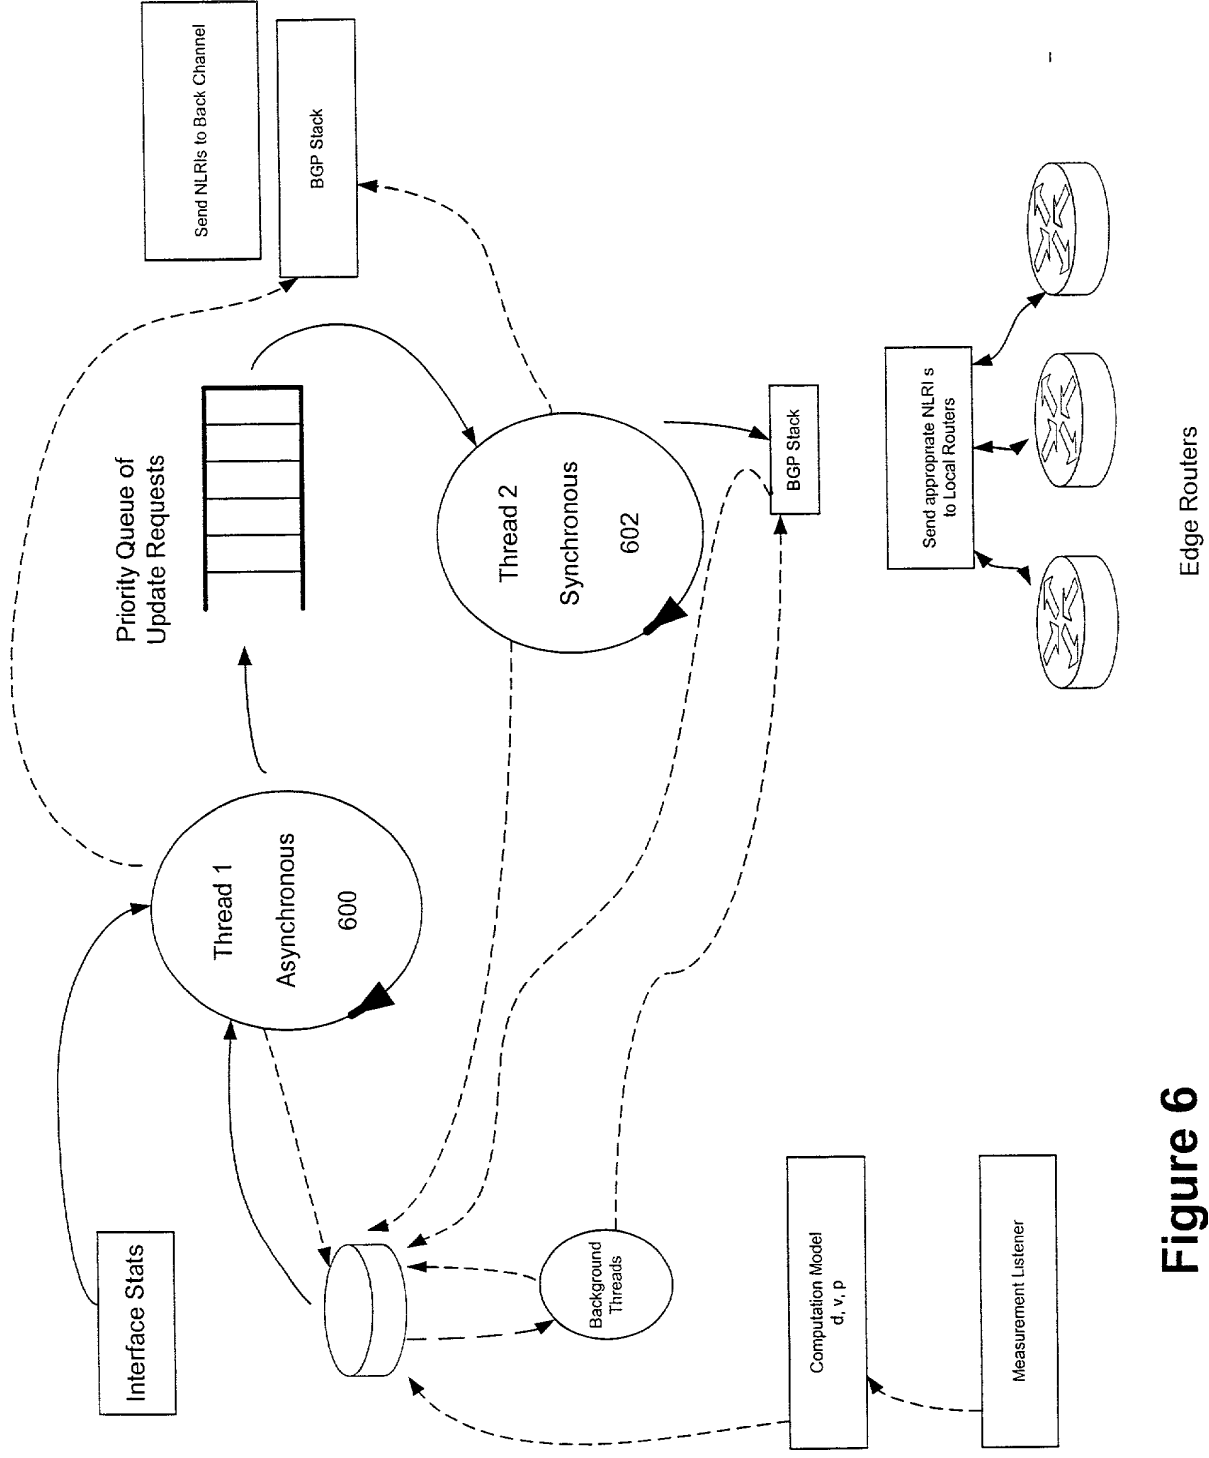 Interface Stats
Thread 1
Asynchronous
600
Priority Queue of
Update Requests
Send NLRIs to Back Channel
BGP Stack
Thread 2
Synchronous
602
Background
Threads
BGP Stack
Computation Model
d, v, p
Measurement Listener
Send appropriate NLRI s
to Local Routers
Edge Routers
Figure 6